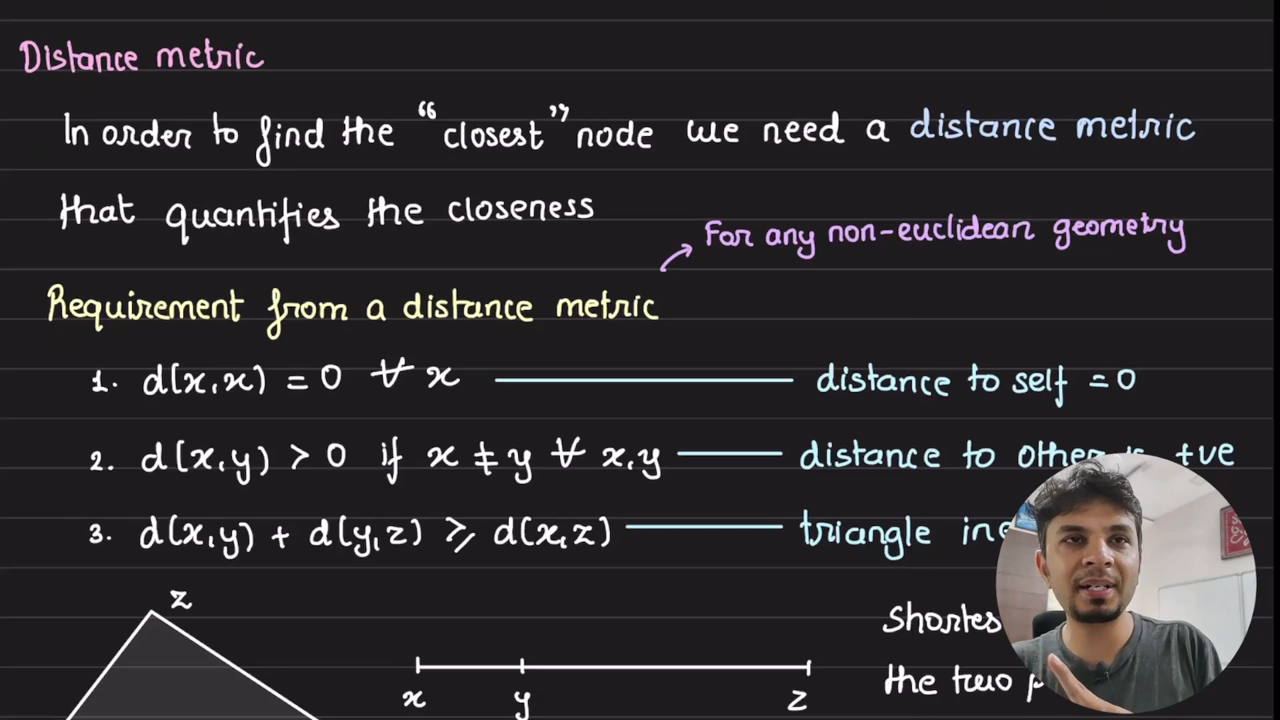 Distance metric
In order to find the “closest” node we need a distance metric
that quantifies the closeness
For any non-euclidean geometry
Requirement from a distance metric
1. d(x,x) = 0 ∀ x — distance to self = 0
2. d(x,y) > 0 if x ≠ y ∀ x,y — distance to other is +ve
3. d(x,y) + d(y,z) ⩾ d(x,z) — triangle
z
x y z
the two